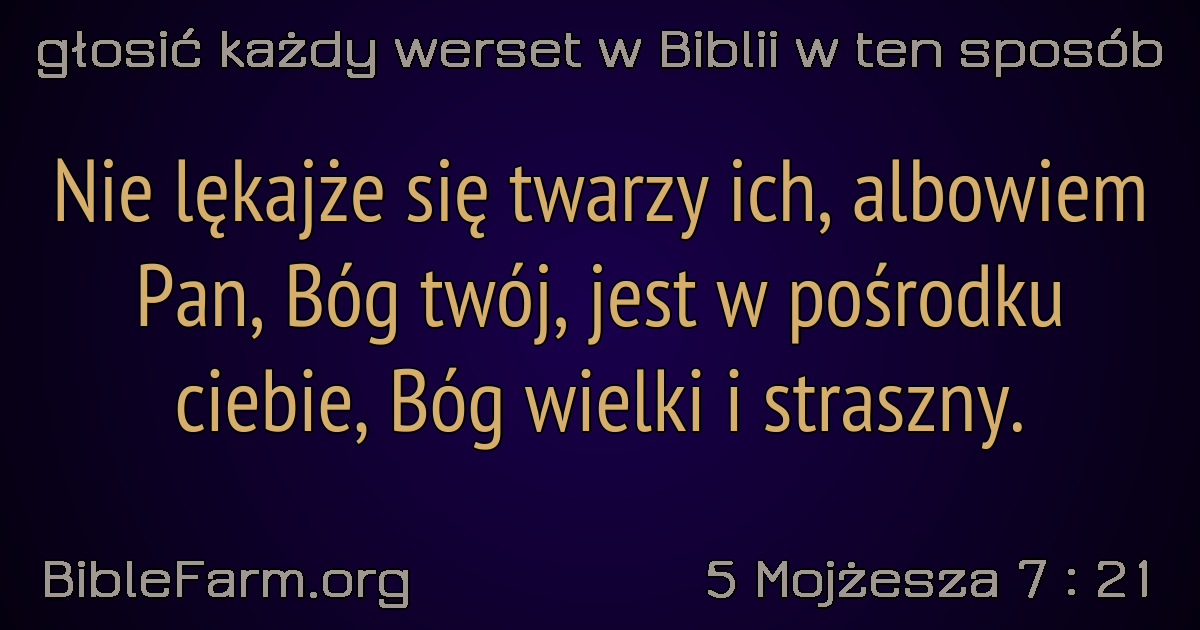 głosić każdy werset w Biblii w ten sposób
Nie lękajże się twarzy ich, albowiem
Pan, Bóg twój, jest w pośrodku
ciebie, Bóg wielki i straszny.
BibleFarm.org
5 Mojżesza 7 : 21